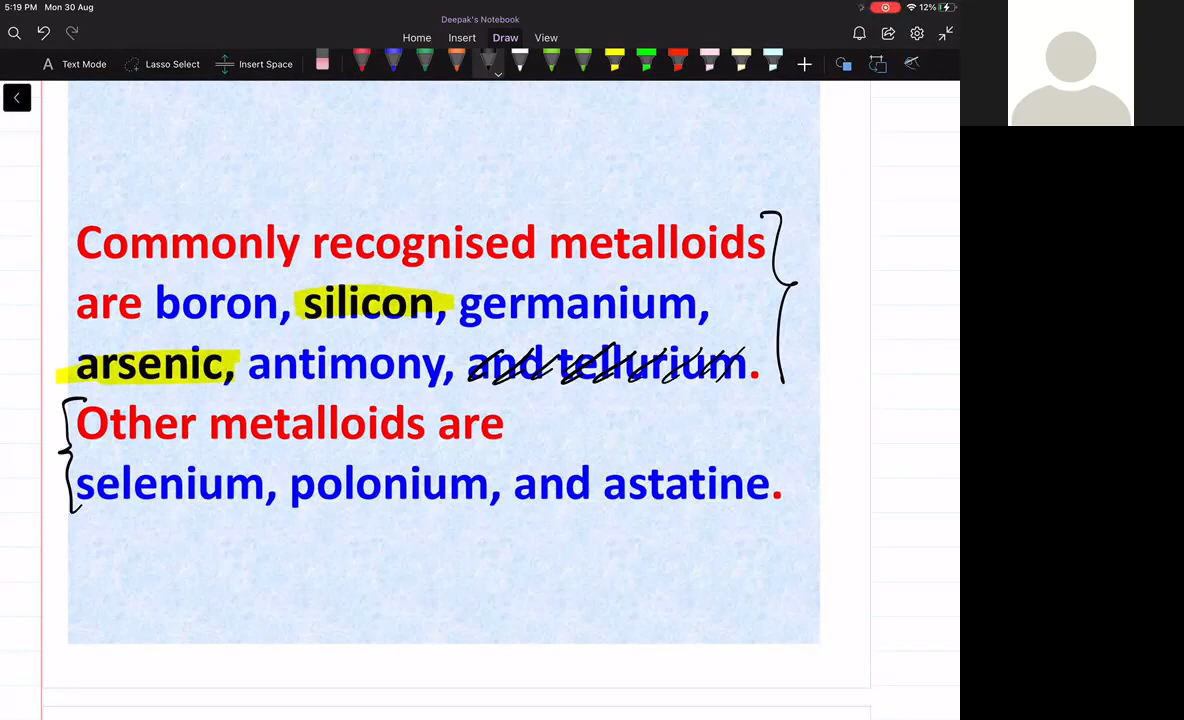 5:19 PM Mon 30 Aug
12%
Deepak's Notebook
Home Insert Draw View
Text Mode Lasso Select Insert Space
Commonly recognised metalloids
are boron, silicon, germanium,
arsenic, antimony, and tellurium.
Other metalloids are
selenium, polonium, and astatine.